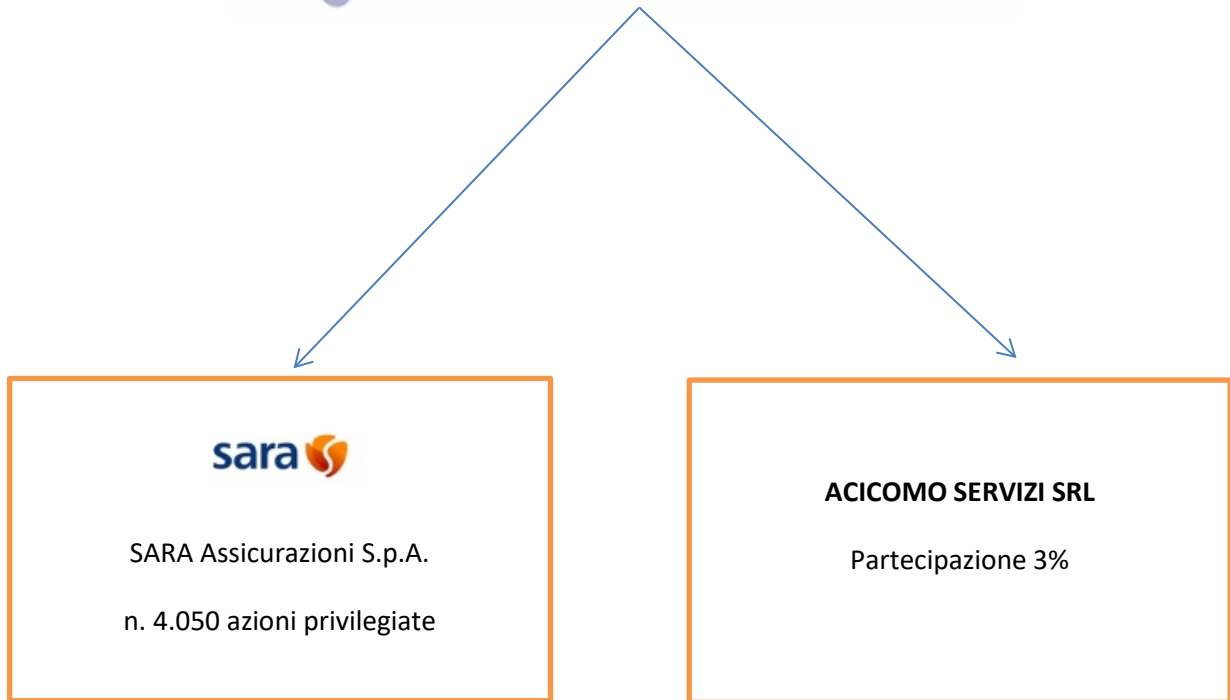 sara
SARA Assicurazioni S.p.A.
n. 4.050 azioni privilegiate
ACICOMO SERVIZI SRL
Partecipazione 3%